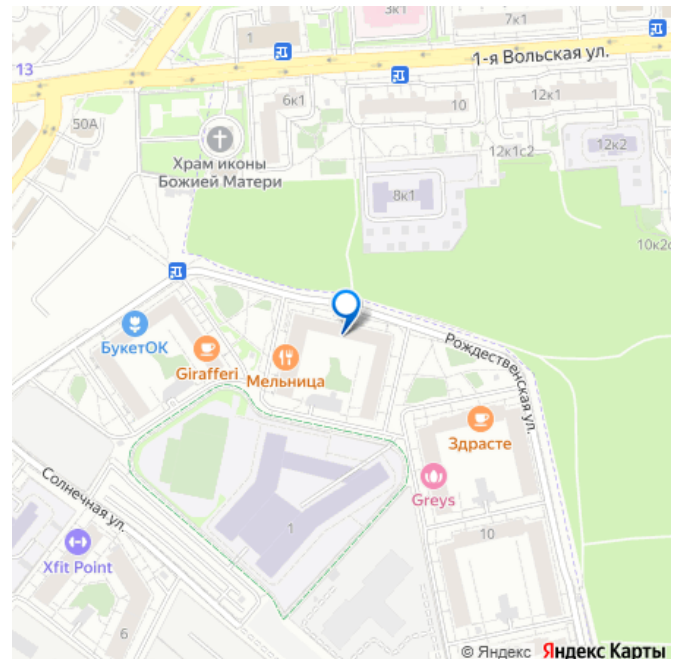 3к1
7к1
1
1-я Вольская ул.
13
6к1
10
12к1
50А
Храм иконы
Божией Матери
12к1с2
12к2
8к1
БукетОК
Girafferi
Мельница
Рождественская ул.
Здрасте
Greys
Солнечная ул.
1
10
Xfit Point
6
© Яндекс Яндекс Карты